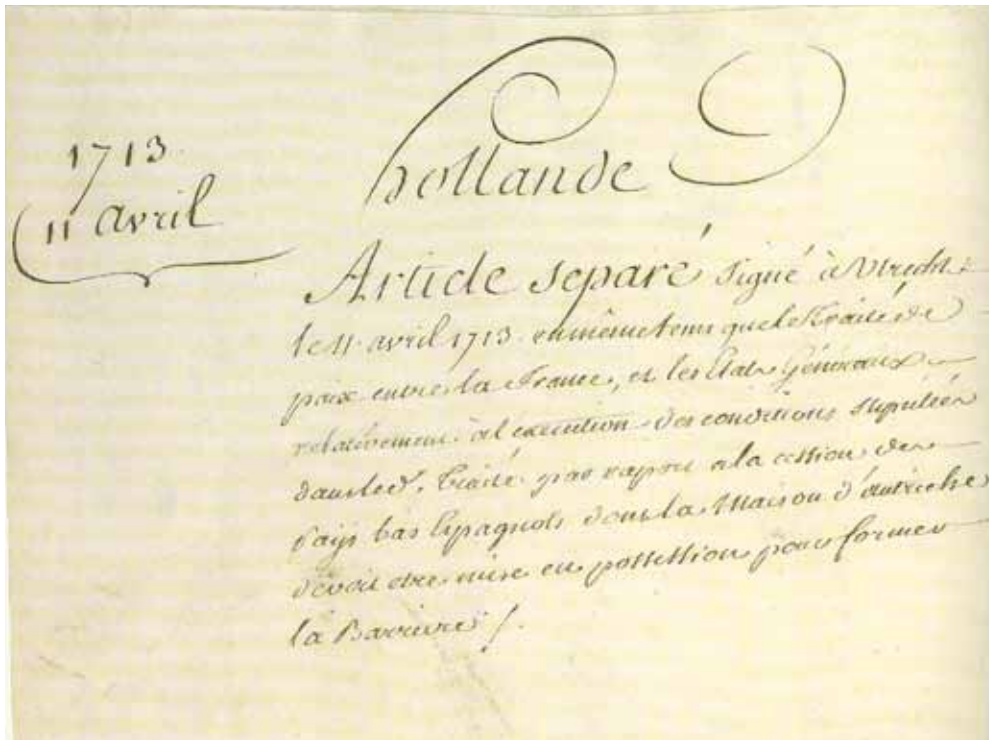 1713.
11 avril
hollande
Article separé signé à Utrecht
le 11 avril 1713 en même tems que le Traité de
paix entre la France, et les Etats Généraux
relativement à l'execution des conditions stipulées
dans led.t Traité par raport a la cession des
Pays bas Espagnols dont la Maison d'autriche
devoit etre mise en possession pour former
la Barriere /.